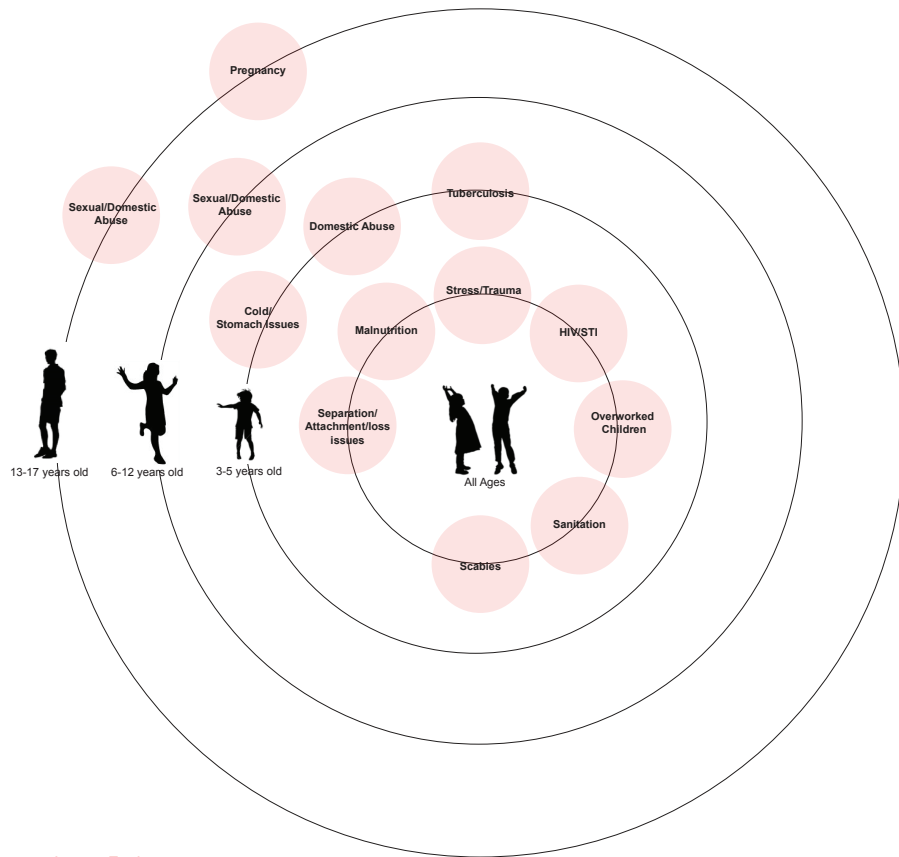 Pregnancy
Sexual/Domestic
Abuse
Sexual/Domestic
Abuse
Domestic Abuse
Tuberculosis
Cold/
Stomach Issues
Malnutrition
Stress/Trauma
HIV/STI
Separation/
Attachment/loss
issues
Overworked
Children
13-17 years old
6-12 years old
3-5 years old
All Ages
Sanitation
Scabies